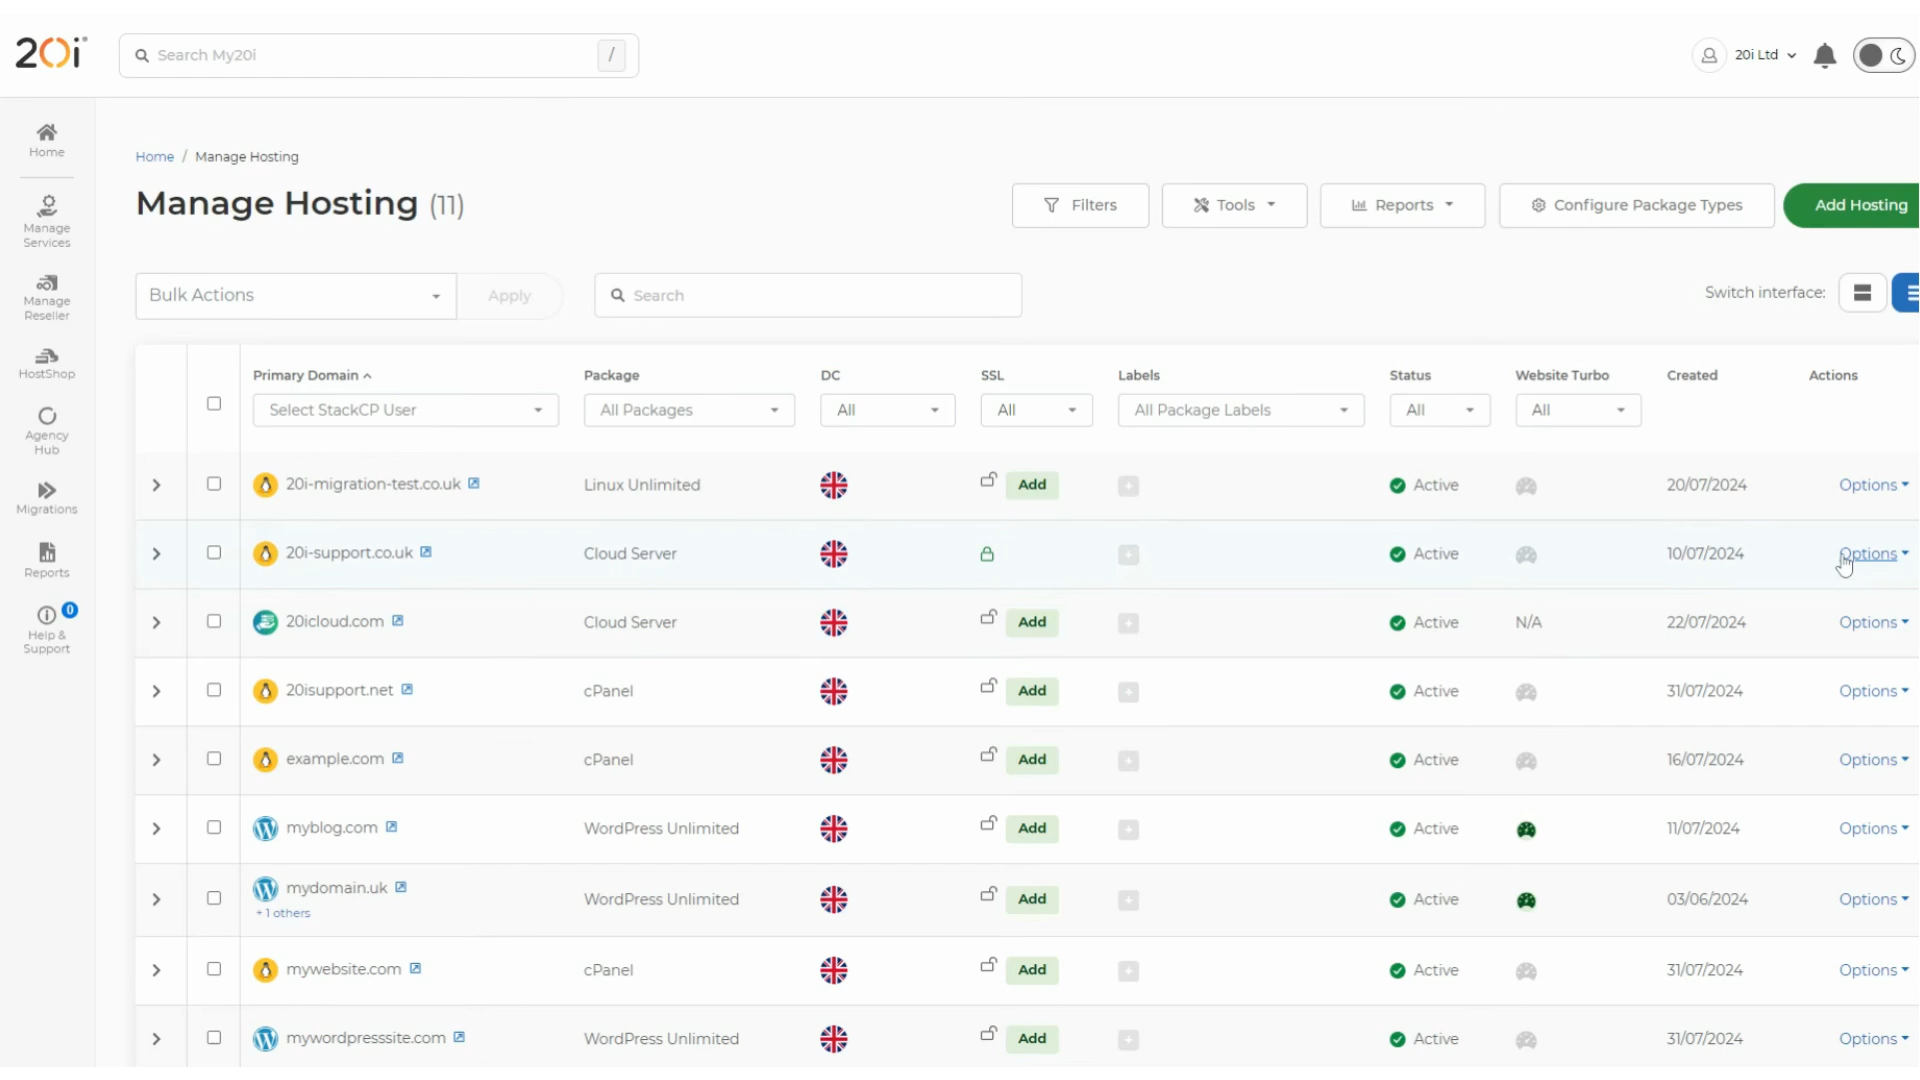 20i
Search My20i
/
20i Ltd
Home
Manage Services
Manage Reseller
HostShop
Agency Hub
Migrations
Reports
0
Help & Support
Home / Manage Hosting
Manage Hosting (11)
Filters
Tools
Reports
Configure Package Types
Add Hosting
Bulk Actions
Apply
Search
Switch interface:
Primary Domain Package DC SSL Labels Status Website Turbo Created Actions
Select StackCP User All Packages All All All Package Labels All All
20i-migration-test.co.uk Linux Unlimited Add Active 20/07/2024 Options
20i-support.co.uk Cloud Server Active 10/07/2024 Options
20icloud.com Cloud Server Add Active N/A 22/07/2024 Options
20isupport.net cPanel Add Active 31/07/2024 Options
example.com cPanel Add Active 16/07/2024 Options
myblog.com WordPress Unlimited Add Active 11/07/2024 Options
mydomain.uk WordPress Unlimited Add Active 03/06/2024 Options
+ 1 others
mywebsite.com cPanel Add Active 31/07/2024 Options
mywordpresssite.com WordPress Unlimited Add Active 31/07/2024 Options